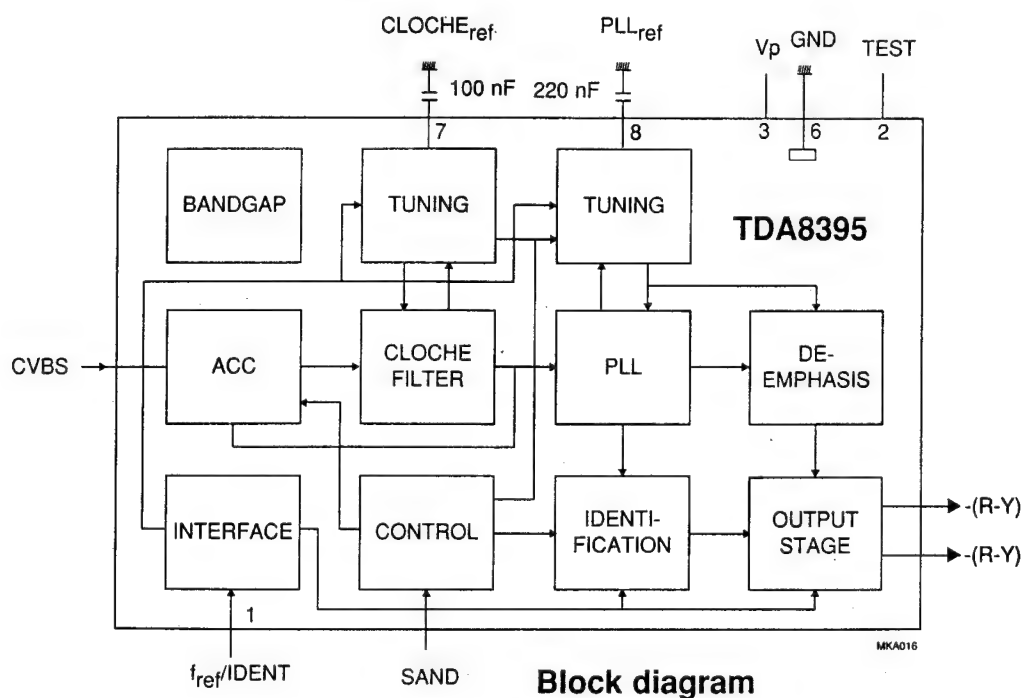 CLOCHEref
PLLref
Vp GND TEST
100 nF 220 nF
7 8 3 6 2
BANDGAP
TUNING
TUNING
TDA8395
CVBS
ACC
CLOCHE
FILTER
PLL
DE-
EMPHASIS
INTERFACE
CONTROL
IDENTI-
FICATION
OUTPUT
STAGE
-(R-Y)
-(R-Y)
1
MKA016
fref/IDENT
SAND
Block diagram